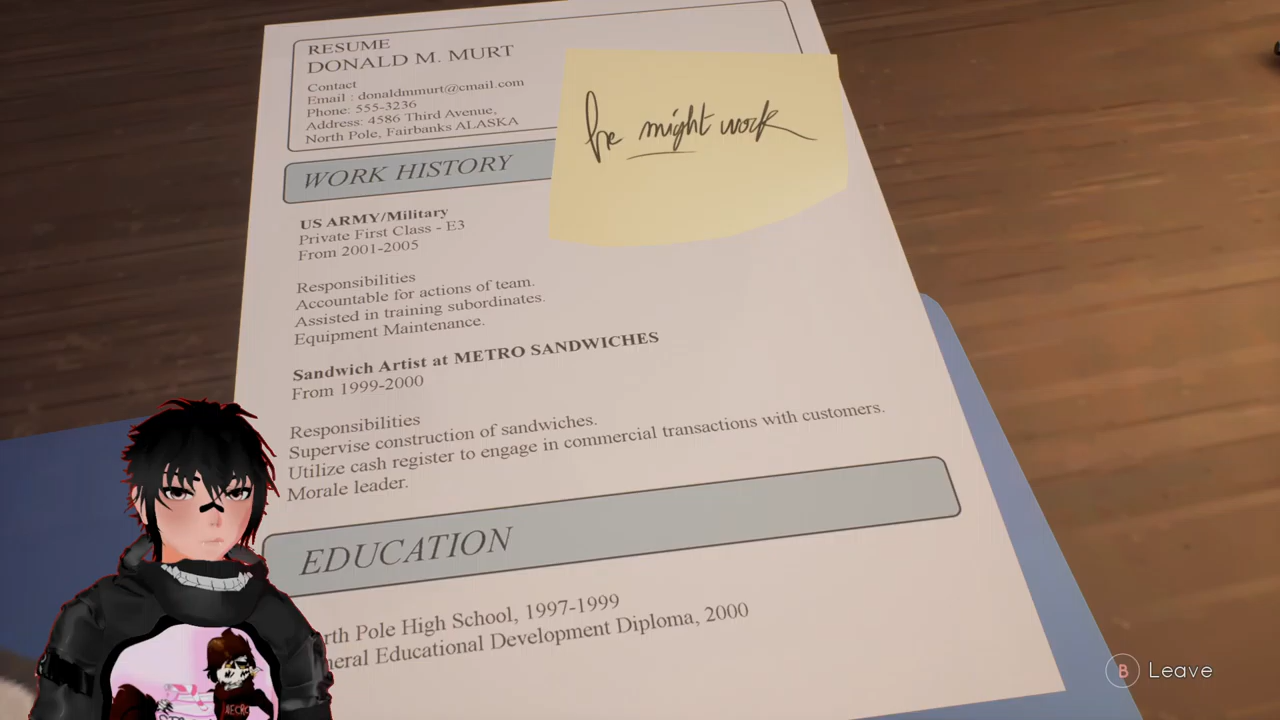 RESUME
DONALD M. MURT
Contact
Email : donaldmmurt@cmail.com
Phone: 555-3236
Address: 4586 Third Avenue,
North Pole, Fairbanks ALASKA
he might work
WORK HISTORY
US ARMY/Military
Private First Class - E3
From 2001-2005
Responsibilities
Accountable for actions of team.
Assisted in training subordinates.
Equipment Maintenance.
Sandwich Artist at METRO SANDWICHES
From 1999-2000
Responsibilities
Supervise construction of sandwiches.
Utilize cash register to engage in commercial transactions with customers.
Morale leader.
EDUCATION
rth Pole High School, 1997-1999
neral Educational Development Diploma, 2000
B Leave